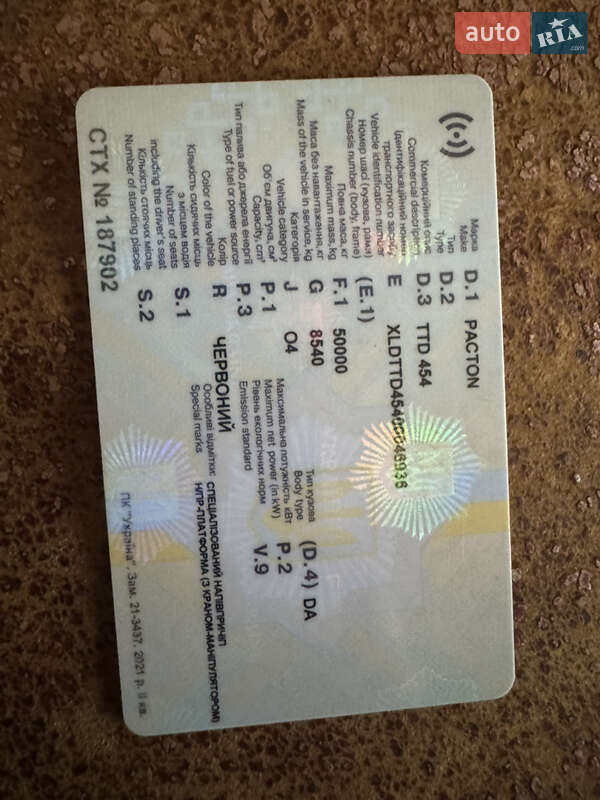 auto RIA.com
Марка
Make D.1 PACTON
Тип
Type D.2
Комерційний опис
Commercial description D.3 TTD 454
Ідентифікаційний номер
транспортного засобу
Vehicle identification number E
Номер шасі (кузова, рами)
Chassis number (body, frame) (E.1)
Повна маса, кг
Maximum mass, kg F.1 50000
Маса без навантаження, кг
Mass of the vehicle in service, kg G 8540
Категорія
Vehicle category J O4
Об'єм двигуна, см³
Capacity, cm³ P.1
Тип палива або джерела енергії
Type of fuel or power source P.3
Колір
Color of the vehicle R ЧЕРВОНИЙ
Кількість сидячих місць
з місцем водія
Number of seats
including the driver's seat S.1
Кількість стоячих місць
Number of standing places S.2
Тип кузова
Body type (D.4) DA
Максимальна потужність кВт
Maximum net power (in kW) P.2
Рівень екологічних норм
Emission standard V.9
Особливі відмітки:
Special marks
СПЕЦІАЛІЗОВАНИЙ НАПІВПРИЧІП
Н/ПР-ПЛАТФОРМА (З КРАНОМ-МАНІПУЛЯТОРОМ)
СТХ № 187902
ПК "Україна". Зам. 21-3437. 2021 р. II кв.